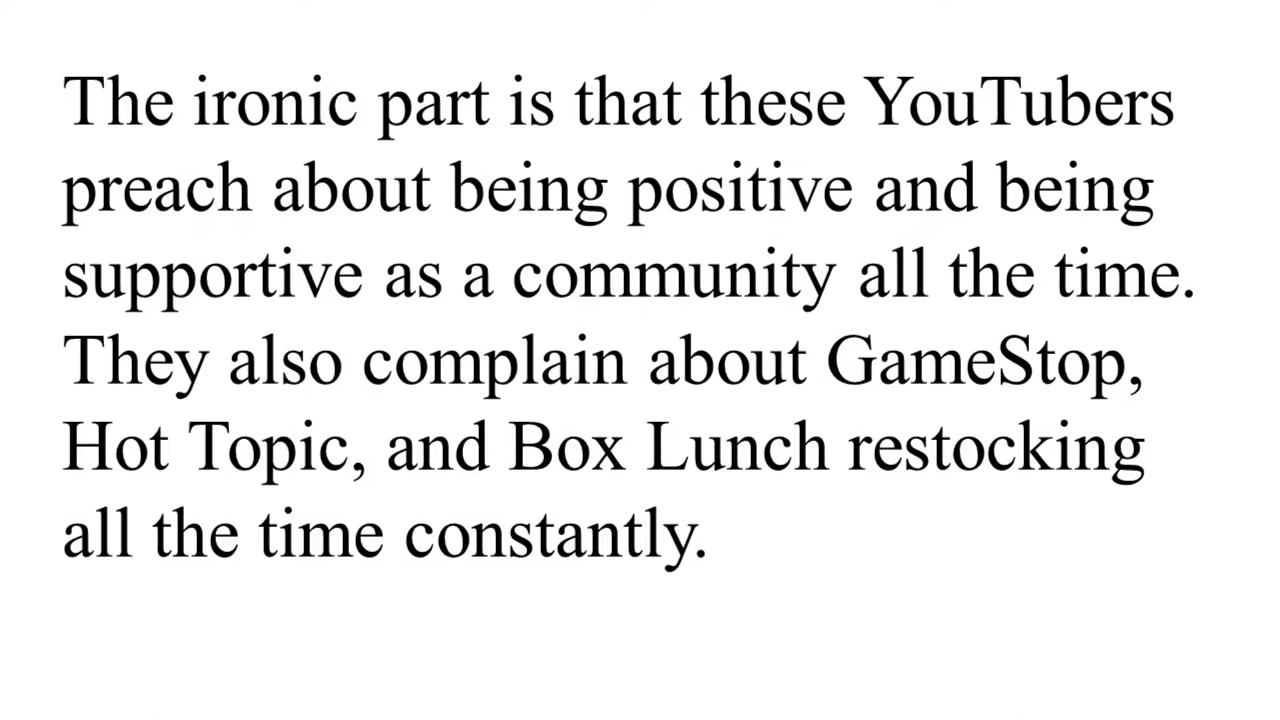 The ironic part is that these YouTubers
preach about being positive and being
supportive as a community all the time.
They also complain about GameStop,
Hot Topic, and Box Lunch restocking
all the time constantly.